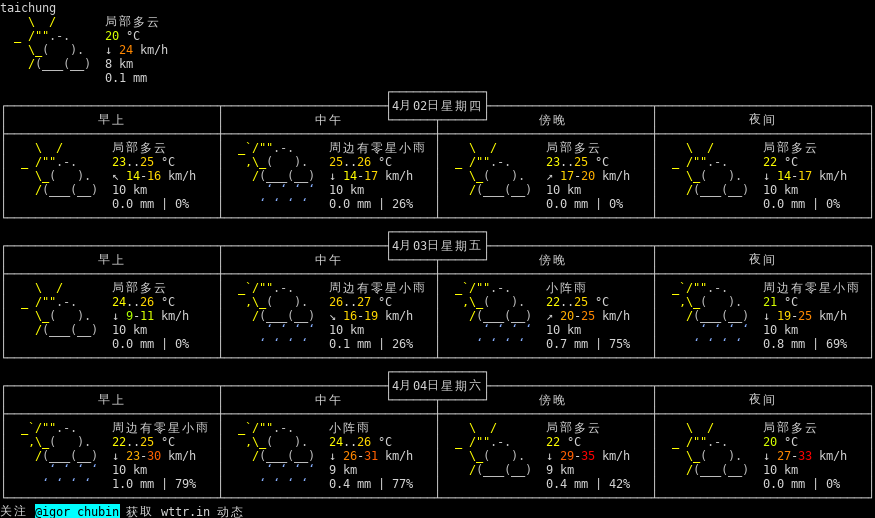 taichung
局部多云
20 °C
↓ 24 km/h
8 km
0.1 mm
4月02日星期四
早上 中午 傍晚 夜间
局部多云 周边有零星小雨 局部多云 局部多云
23..25 °C 25..26 °C 23..25 °C 22 °C
↖ 14-16 km/h ↓ 14-17 km/h ↗ 17-20 km/h ↓ 14-17 km/h
10 km 10 km 10 km 10 km
0.0 mm | 0% 0.0 mm | 26% 0.0 mm | 0% 0.0 mm | 0%
4月03日星期五
早上 中午 傍晚 夜间
局部多云 周边有零星小雨 小阵雨 周边有零星小雨
24..26 °C 26..27 °C 22..25 °C 21 °C
↓ 9-11 km/h ↘ 16-19 km/h ↗ 20-25 km/h ↓ 19-25 km/h
10 km 10 km 10 km 10 km
0.0 mm | 0% 0.1 mm | 26% 0.7 mm | 75% 0.8 mm | 69%
4月04日星期六
早上 中午 傍晚 夜间
周边有零星小雨 小阵雨 局部多云 局部多云
22..25 °C 24..26 °C 22 °C 20 °C
↓ 23-30 km/h ↓ 26-31 km/h ↓ 29-35 km/h ↓ 27-33 km/h
10 km 9 km 9 km 10 km
1.0 mm | 79% 0.4 mm | 77% 0.4 mm | 42% 0.0 mm | 0%
关注 @igor_chubin 获取 wttr.in 动态